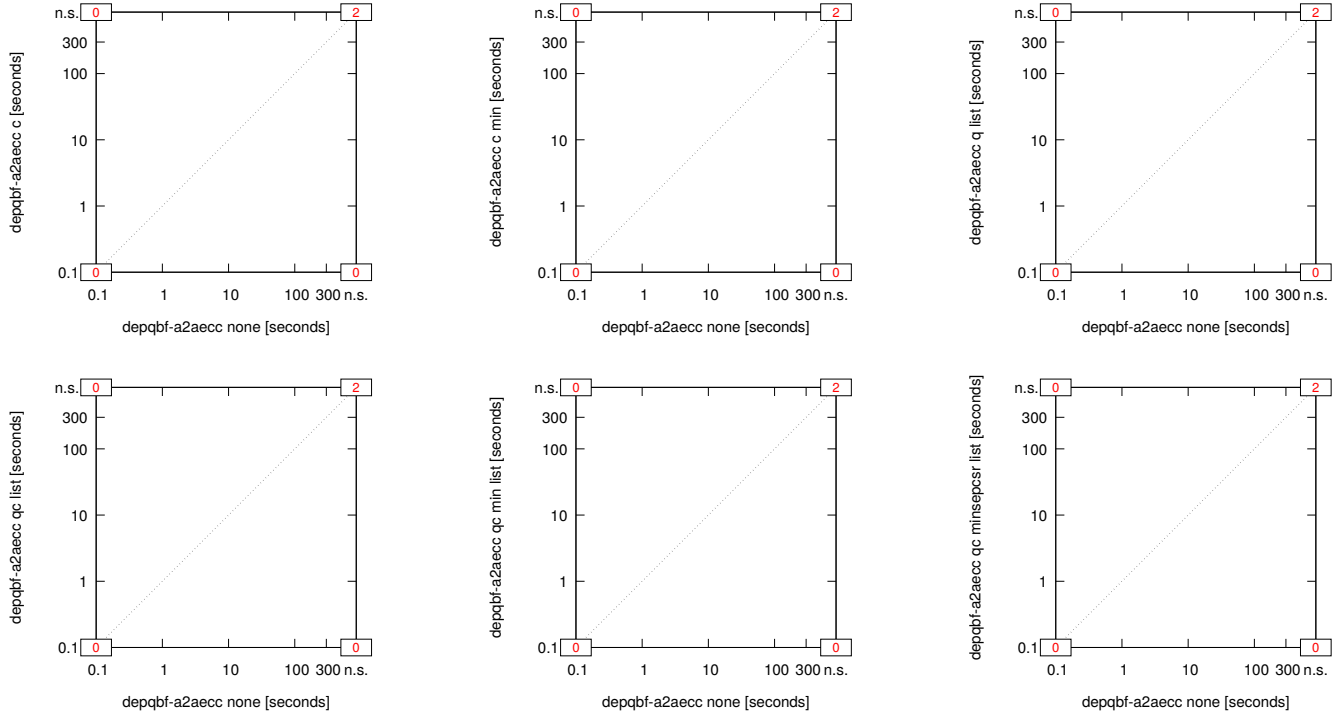 n.s. 0 2
300
100
10
1
0.1 0 0
0.1 1 10 100 300 n.s.
depqbf-a2aecc c [seconds]
depqbf-a2aecc none [seconds]
n.s. 0 2
300
100
10
1
0.1 0 0
0.1 1 10 100 300 n.s.
depqbf-a2aecc c min [seconds]
depqbf-a2aecc none [seconds]
n.s. 0 2
300
100
10
1
0.1 0 0
0.1 1 10 100 300 n.s.
depqbf-a2aecc q list [seconds]
depqbf-a2aecc none [seconds]
n.s. 0 2
300
100
10
1
0.1 0 0
0.1 1 10 100 300 n.s.
depqbf-a2aecc qc list [seconds]
depqbf-a2aecc none [seconds]
n.s. 0 2
300
100
10
1
0.1 0 0
0.1 1 10 100 300 n.s.
depqbf-a2aecc qc min list [seconds]
depqbf-a2aecc none [seconds]
n.s. 0 2
300
100
10
1
0.1 0 0
0.1 1 10 100 300 n.s.
depqbf-a2aecc qc minsepcsr list [seconds]
depqbf-a2aecc none [seconds]